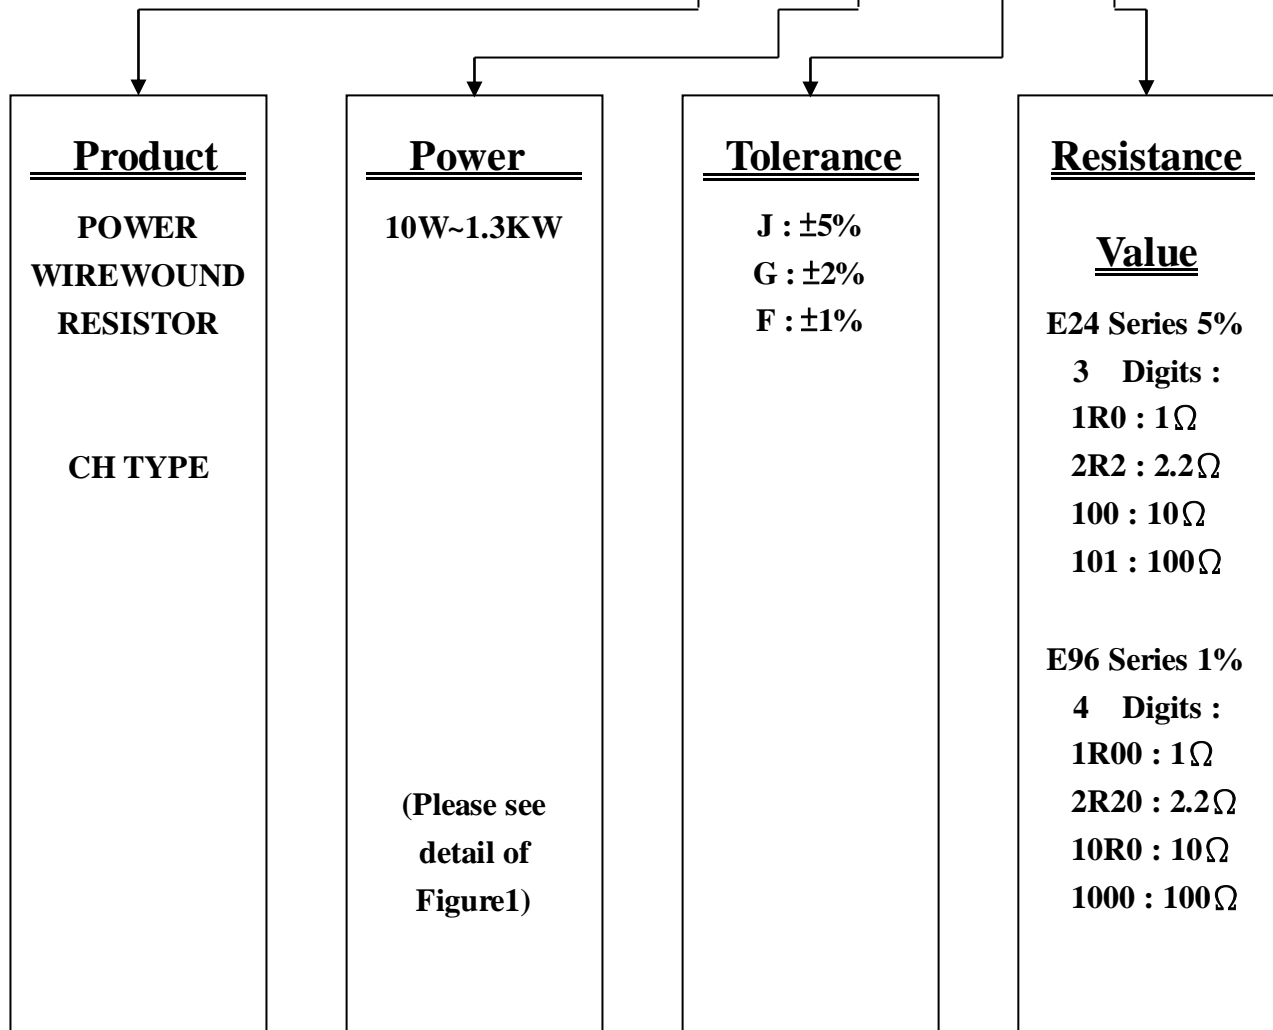 Product
POWER
WIREWOUND
RESISTOR
CH TYPE
Power
10W~1.3KW
(Please see
detail of
Figure1)
Tolerance
J : ±5%
G : ±2%
F : ±1%
Resistance
Value
E24 Series 5%
3 Digits :
1R0 : 1Ω
2R2 : 2.2Ω
100 : 10Ω
101 : 100Ω
E96 Series 1%
4 Digits :
1R00 : 1Ω
2R20 : 2.2Ω
10R0 : 10Ω
1000 : 100Ω